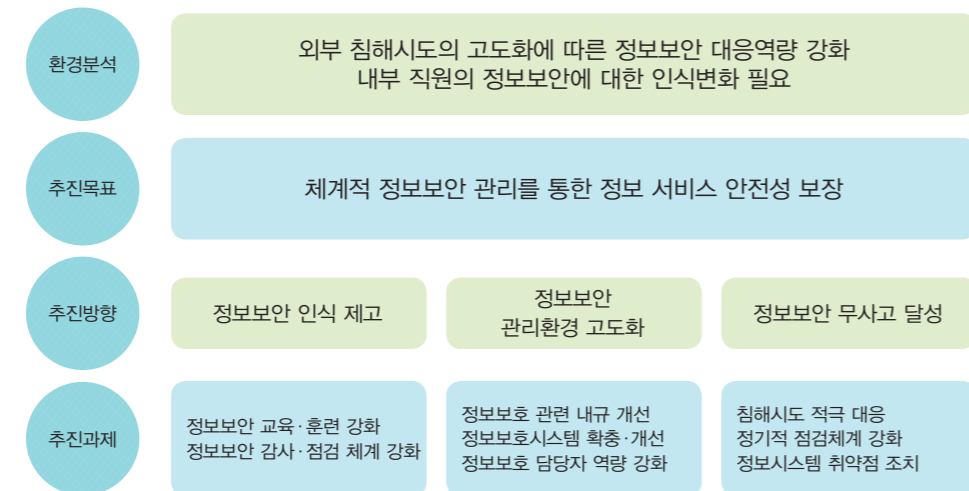 환경분석
외부 침해시도의 고도화에 따른 정보보안 대응역량 강화
내부 직원의 정보보안에 대한 인식변화 필요
추진목표
체계적 정보보안 관리를 통한 정보 서비스 안전성 보장
추진방향
정보보안 인식 제고
정보보안
관리환경 고도화
정보보안 무사고 달성
추진과제
정보보안 교육·훈련 강화
정보보안 감사·점검 체계 강화
정보보호 관련 내규 개선
정보보호시스템 확충·개선
정보보호 담당자 역량 강화
침해시도 적극 대응
정기적 점검체계 강화
정보시스템 취약점 조치